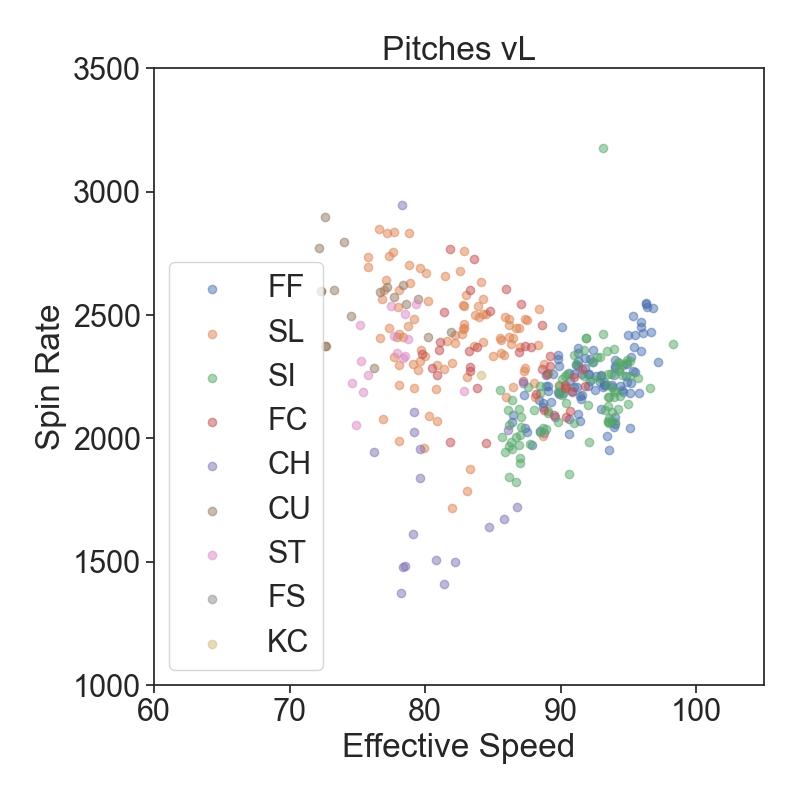 Pitches vL
3500
3000
2500
2000
1500
1000
Spin Rate
FF
SL
SI
FC
CH
CU
ST
FS
KC
60 70 80 90 100
Effective Speed